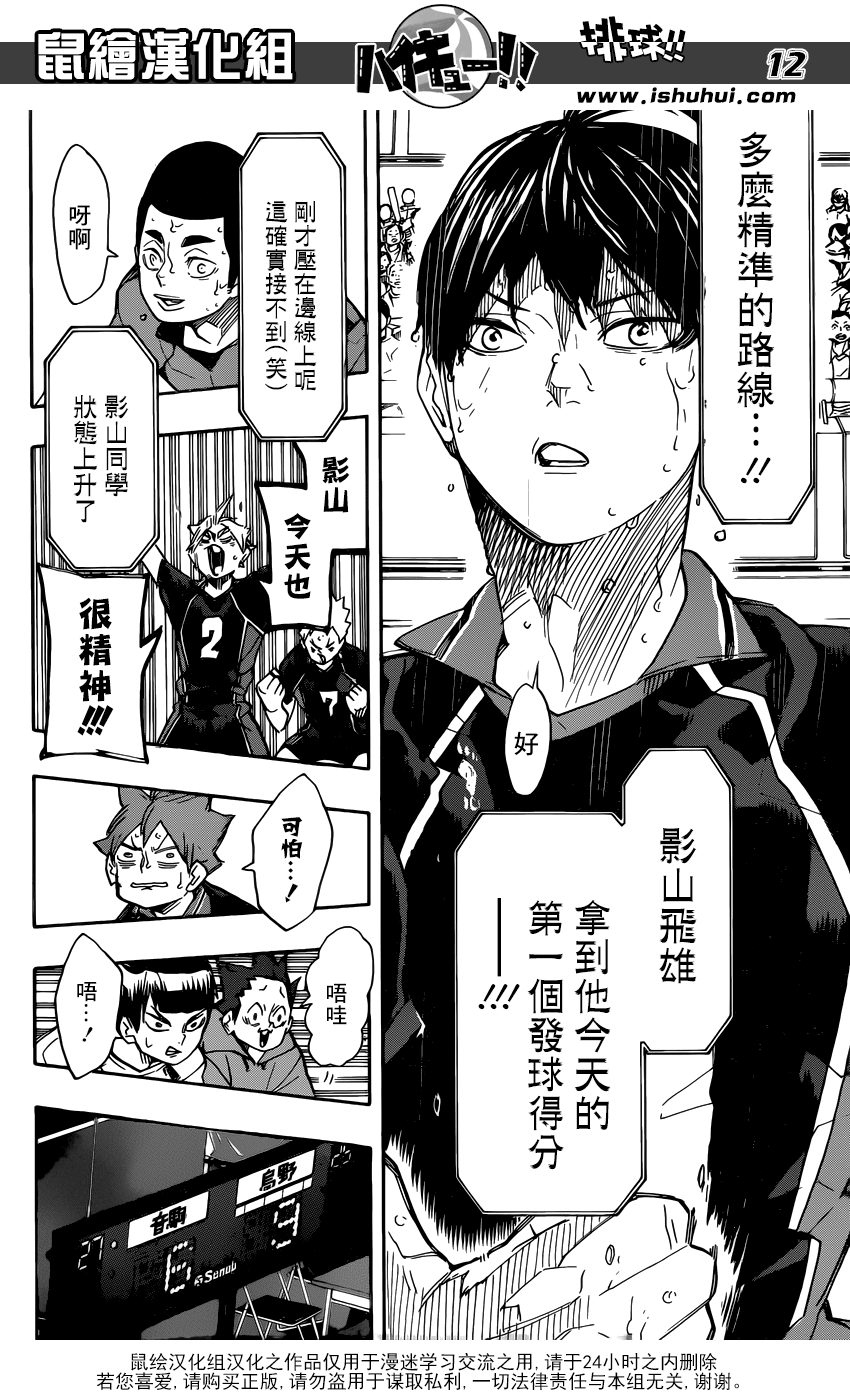 鼠繪漢化組
ハイキュー!!
排球!!
12
www.ishuhui.com
多麼精準的路線…!!
好
影山飛雄
拿到他今天的
第一個發球得分
——!!!
剛才壓在邊線上呢
這確實接不到(笑)
呀啊
影山同學
狀態上升了
影山
今天也
很精神!!!
2
7
可怕…!
唔哇
唔…!
音駒
烏野
6
9
Senoh
鼠绘汉化组汉化之作品仅用于漫迷学习交流之用,请于24小时之内删除
若您喜爱,请购买正版,请勿滥用于谋取私利,一切法律责任与本组无关,谢谢。